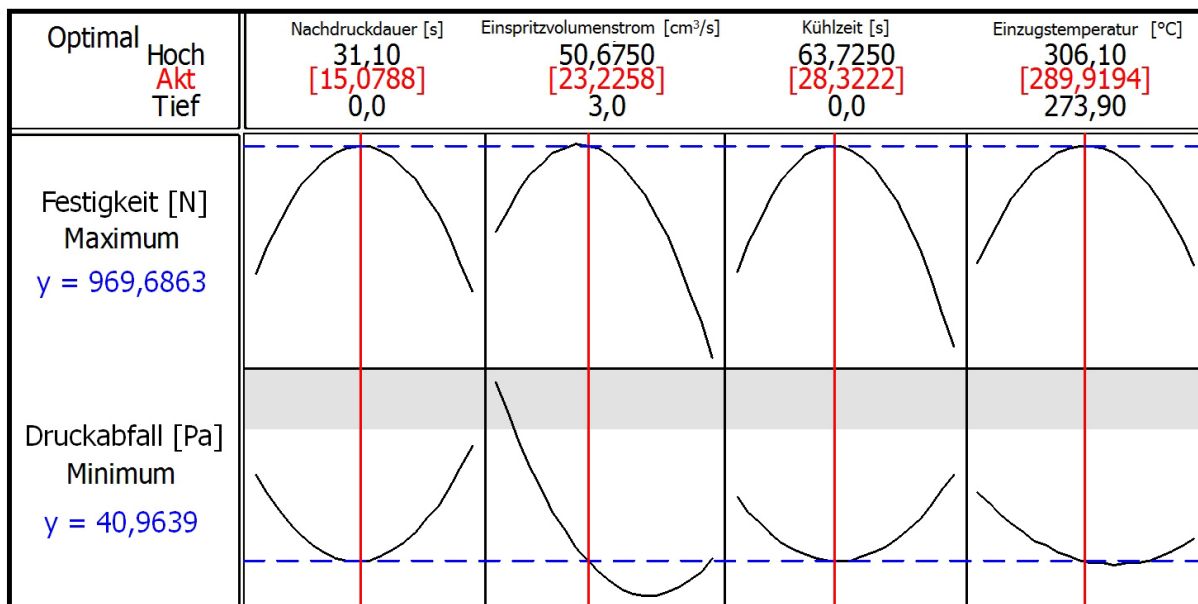 Optimal
Hoch
Akt
Tief
Nachdruckdauer [s]
31,10
[15,0788]
0,0
Einspritzvolumenstrom [cm³/s]
50,6750
[23,2258]
3,0
Kühlzeit [s]
63,7250
[28,3222]
0,0
Einzugstemperatur [°C]
306,10
[289,9194]
273,90
Festigkeit [N]
Maximum
y = 969,6863
Druckabfall [Pa]
Minimum
y = 40,9639